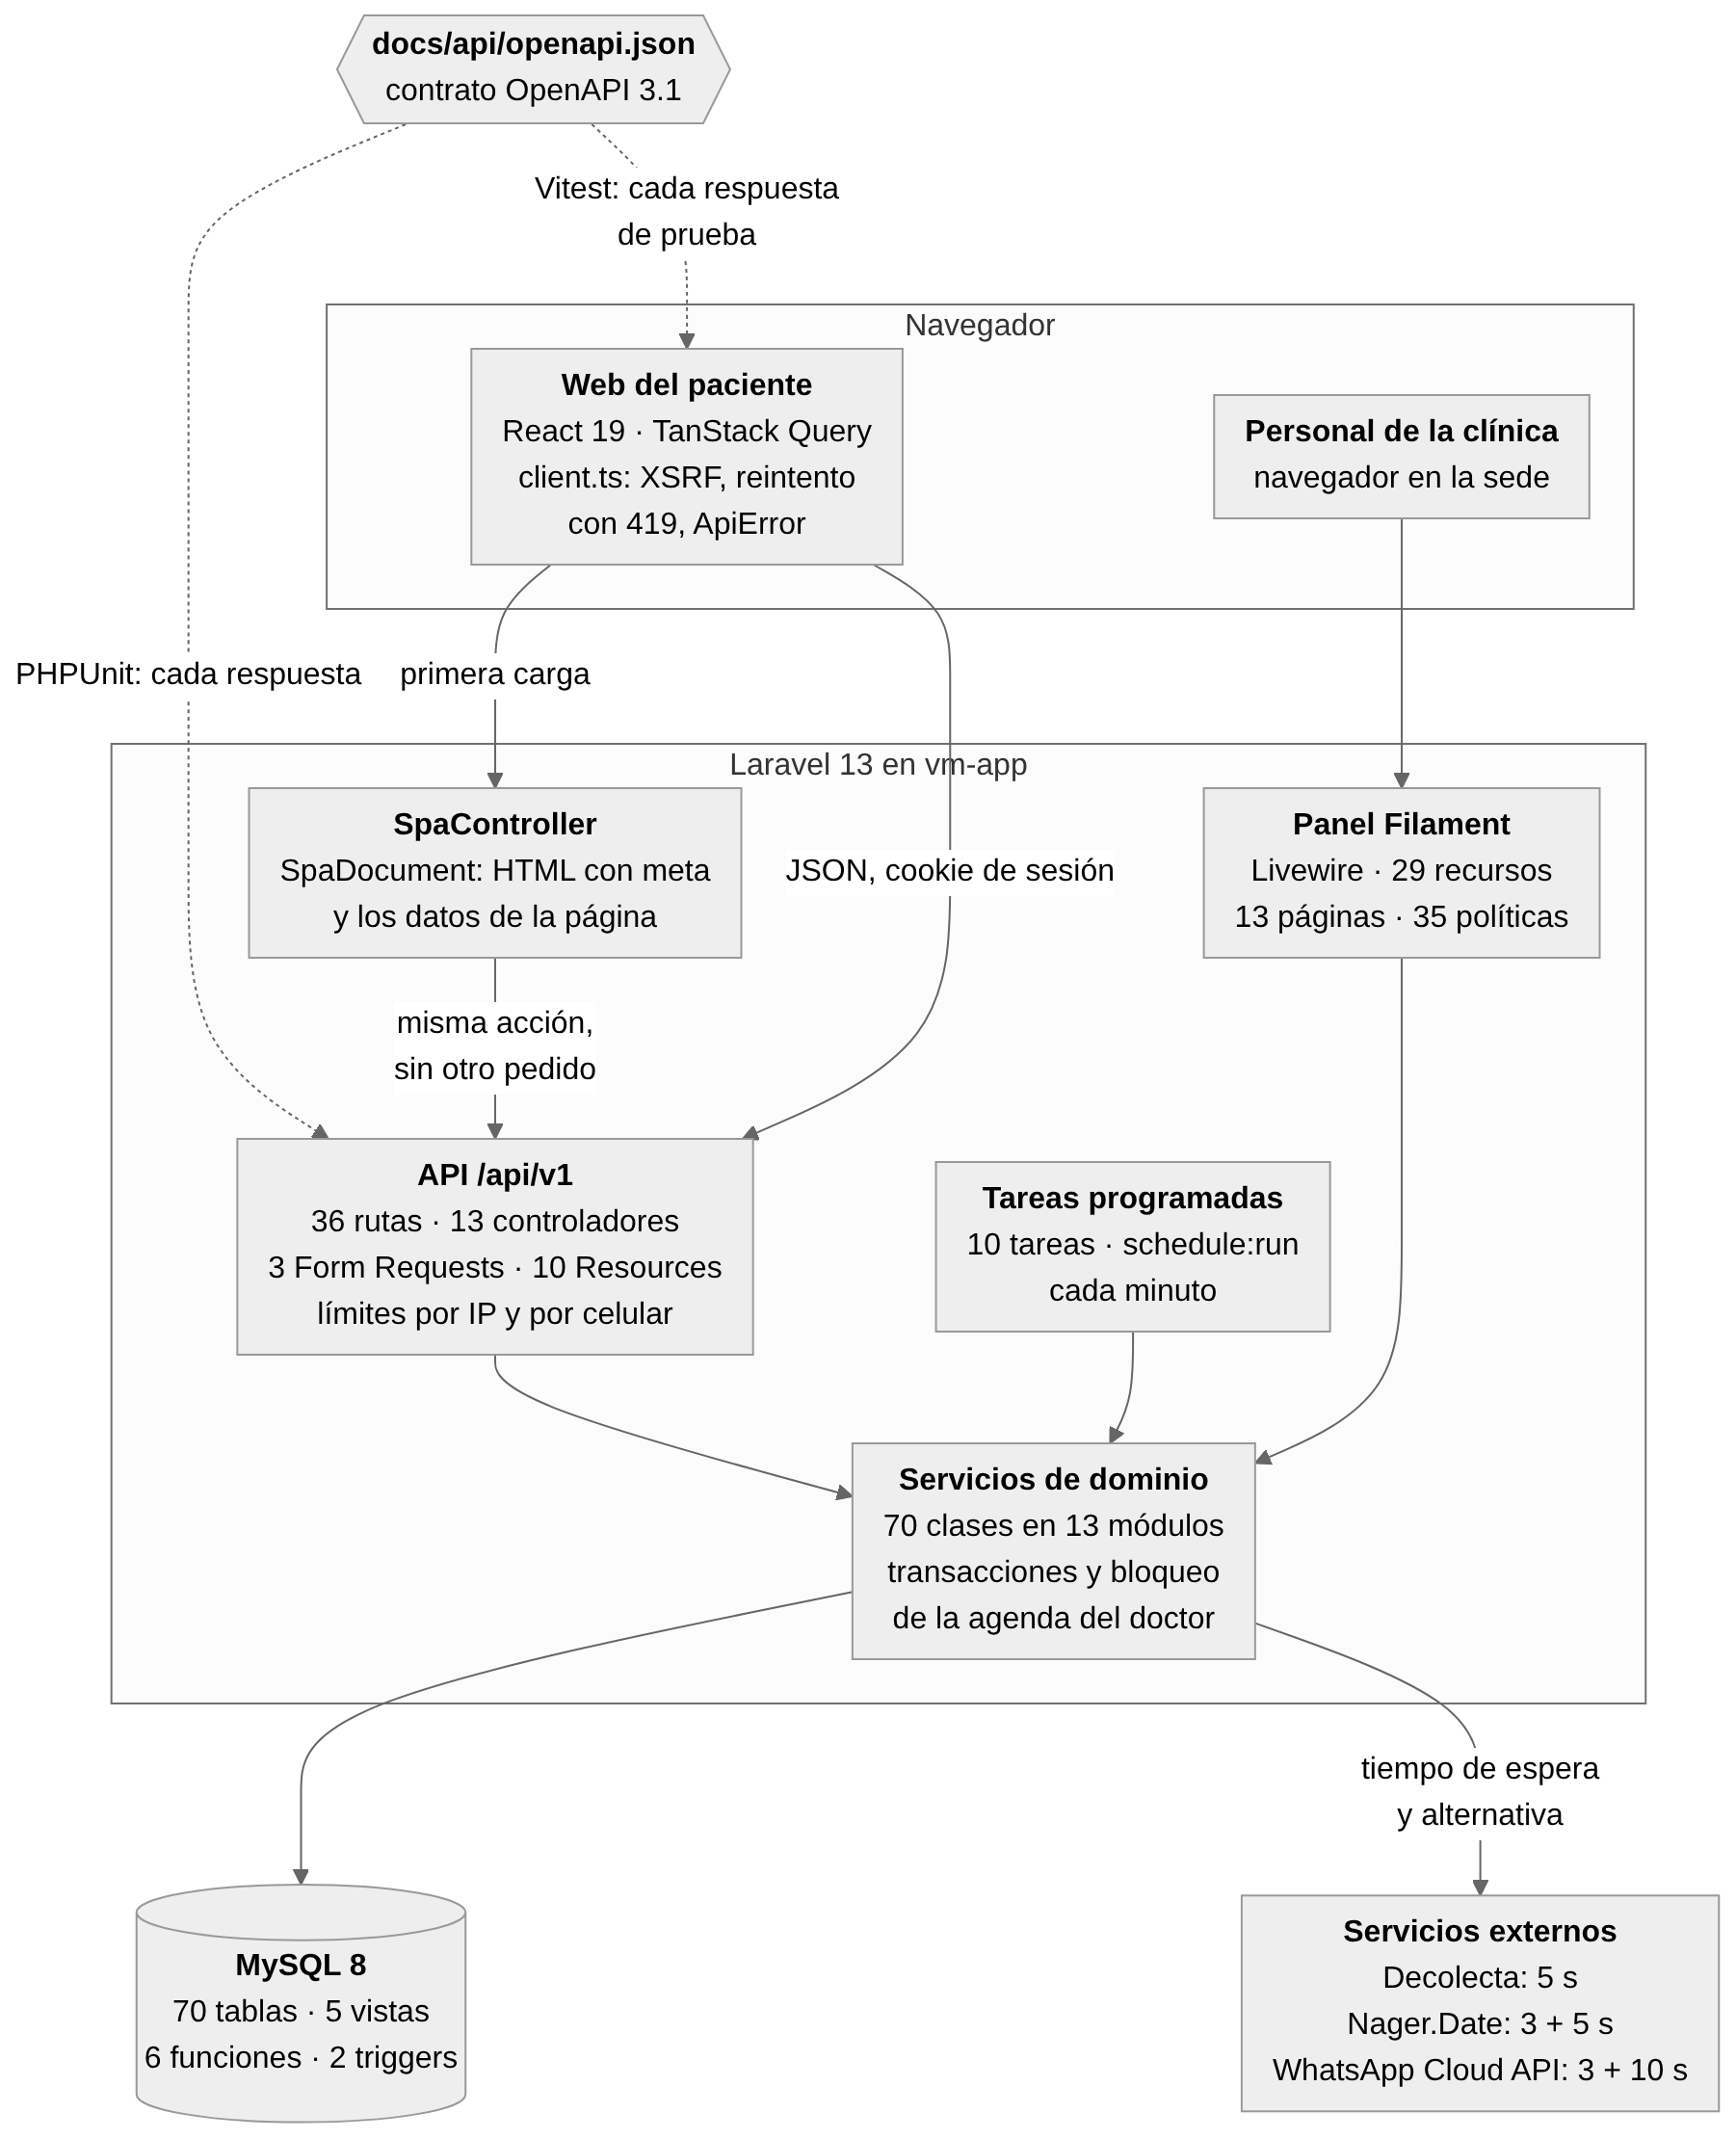 docs/api/openapi.json
contrato OpenAPI 3.1
Vitest: cada respuesta
de prueba
Navegador
Web del paciente
React 19 · TanStack Query
client.ts: XSRF, reintento
con 419, ApiError
Personal de la clínica
navegador en la sede
PHPUnit: cada respuesta
primera carga
Laravel 13 en vm-app
SpaController
SpaDocument: HTML con meta
y los datos de la página
JSON, cookie de sesión
Panel Filament
Livewire · 29 recursos
13 páginas · 35 políticas
misma acción,
sin otro pedido
API /api/v1
36 rutas · 13 controladores
3 Form Requests · 10 Resources
límites por IP y por celular
Tareas programadas
10 tareas · schedule:run
cada minuto
Servicios de dominio
70 clases en 13 módulos
transacciones y bloqueo
de la agenda del doctor
tiempo de espera
y alternativa
MySQL 8
70 tablas · 5 vistas
6 funciones · 2 triggers
Servicios externos
Decolecta: 5 s
Nager.Date: 3 + 5 s
WhatsApp Cloud API: 3 + 10 s